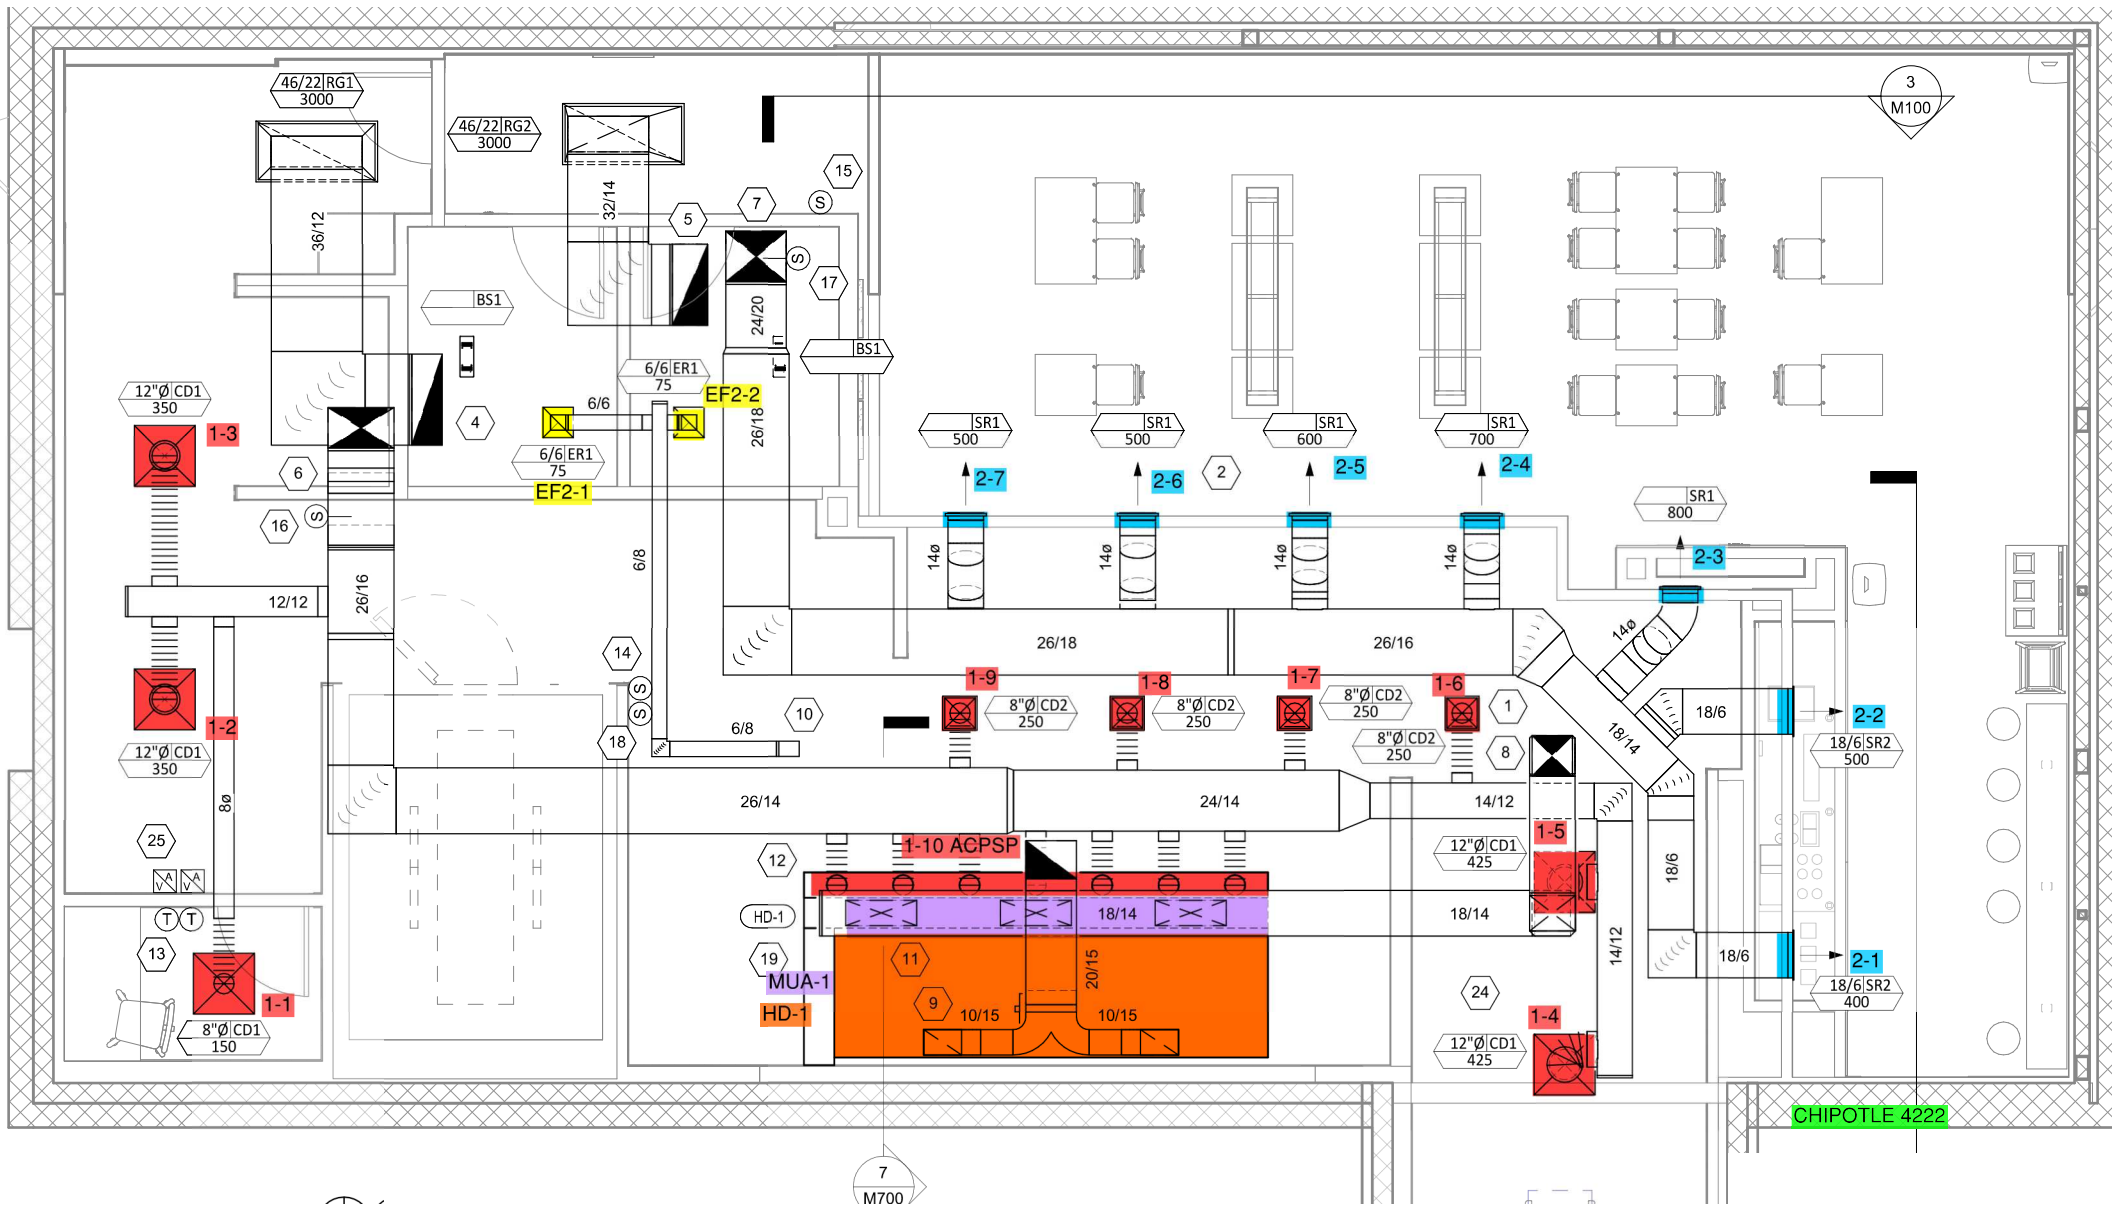 46/22 RG1
3000
46/22 RG2
3000
3
M100
15
7
5
S
32/14
36/12
S
17
BS1
24/20
BS1
6/6 ER1
75
EF2-2
12"Ø CD1
350
1-3
6/6
4
26/18
SR1
500
SR1
500
SR1
600
SR1
700
6/6 ER1
75
EF2-1
6
2-7
2-6
2
2-5
2-4
SR1
800
16
S
6/8
14ø
14ø
14ø
14ø
2-3
12/12
26/16
26/18
26/16
14ø
14
S
S
18
1-9
1-8
1-7
1-6
8"Ø CD2
250
8"Ø CD2
250
8"Ø CD2
250
8"Ø CD2
250
1
8
10
6/8
18/6
2-2
18/14
18/6 SR2
500
1-2
12"Ø CD1
350
8ø
26/14
24/14
14/12
25
V A
V A
12
1-10 ACPSP
12"Ø CD1
425
1-5
18/6
T T
HD-1
18/14
18/14
13
19
11
MUA-1
20/15
14/12
18/6
2-1
18/6 SR2
400
1-1
HD-1
9
10/15
10/15
24
1-4
8"Ø CD1
150
12"Ø CD1
425
CHIPOTLE 4222
7
M700